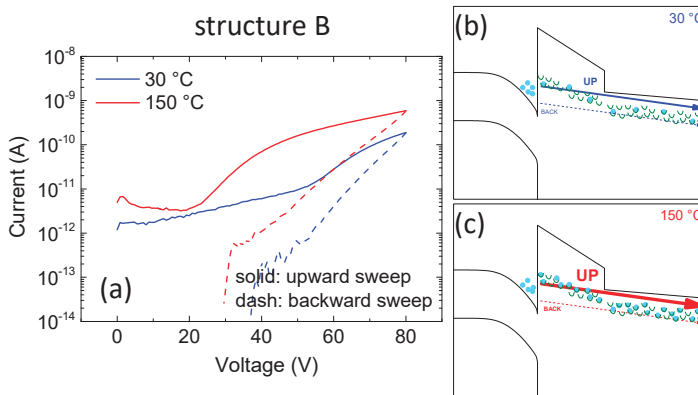 structure B
30 °C
150 °C
10⁻⁸
10⁻⁹
10⁻¹⁰
10⁻¹¹
10⁻¹²
10⁻¹³
10⁻¹⁴
Current (A)
(a)
solid: upward sweep
dash: backward sweep
0
20
40
60
80
Voltage (V)
(b)
30 °C
UP
BACK
(c)
150 °C
UP
BACK